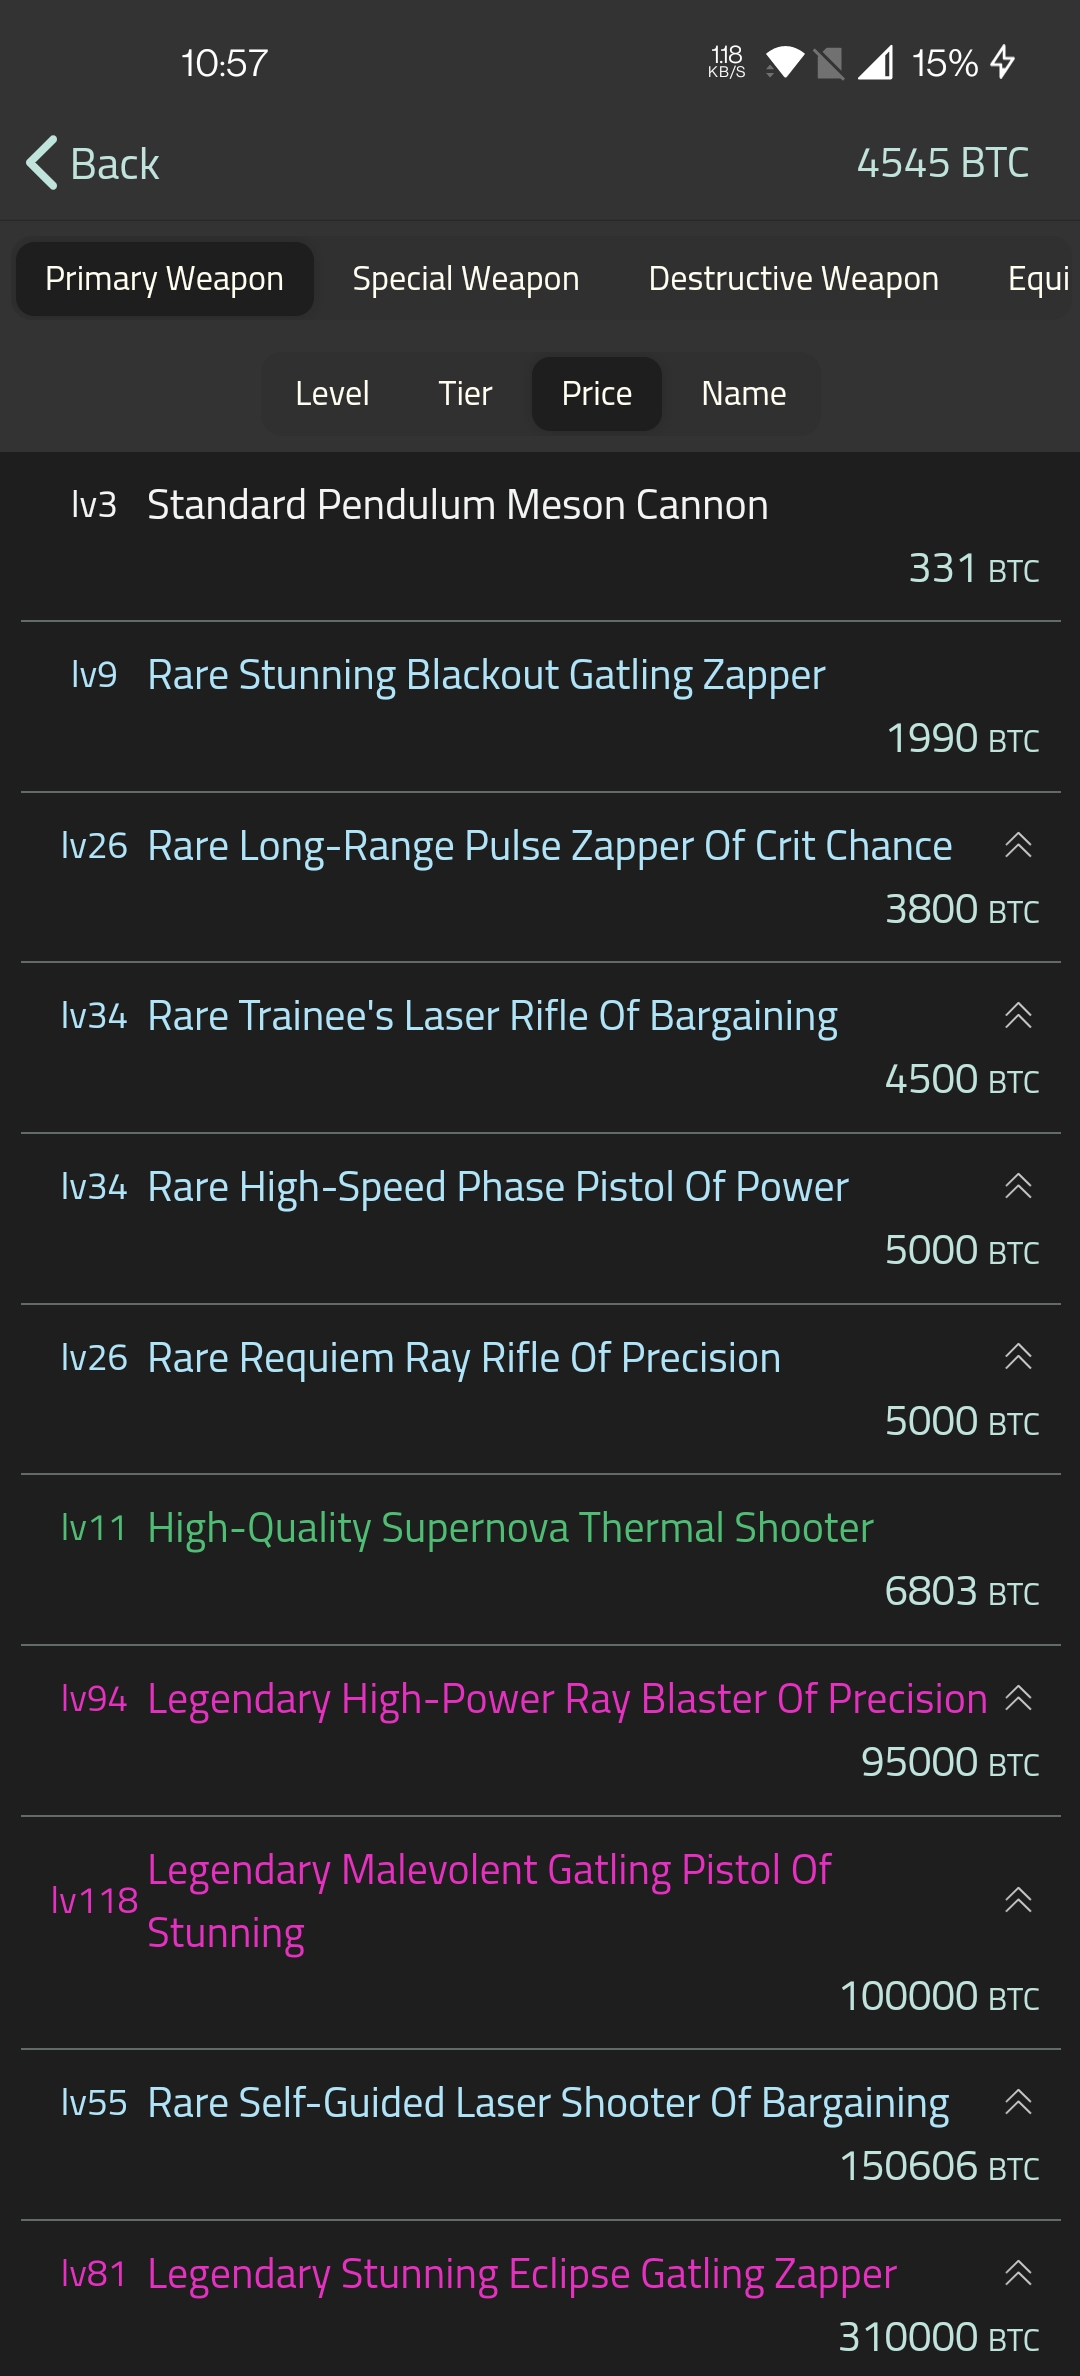 10:57
1.18
KB/S
15%
Back
4545 BTC
Primary Weapon Special Weapon Destructive Weapon Equi
Level Tier Price Name
lv3 Standard Pendulum Meson Cannon
331 BTC
lv9 Rare Stunning Blackout Gatling Zapper
1990 BTC
lv26 Rare Long-Range Pulse Zapper Of Crit Chance
3800 BTC
lv34 Rare Trainee's Laser Rifle Of Bargaining
4500 BTC
lv34 Rare High-Speed Phase Pistol Of Power
5000 BTC
lv26 Rare Requiem Ray Rifle Of Precision
5000 BTC
lv11 High-Quality Supernova Thermal Shooter
6803 BTC
lv94 Legendary High-Power Ray Blaster Of Precision
95000 BTC
lv118 Legendary Malevolent Gatling Pistol Of
Stunning
100000 BTC
lv55 Rare Self-Guided Laser Shooter Of Bargaining
150606 BTC
lv81 Legendary Stunning Eclipse Gatling Zapper
310000 BTC